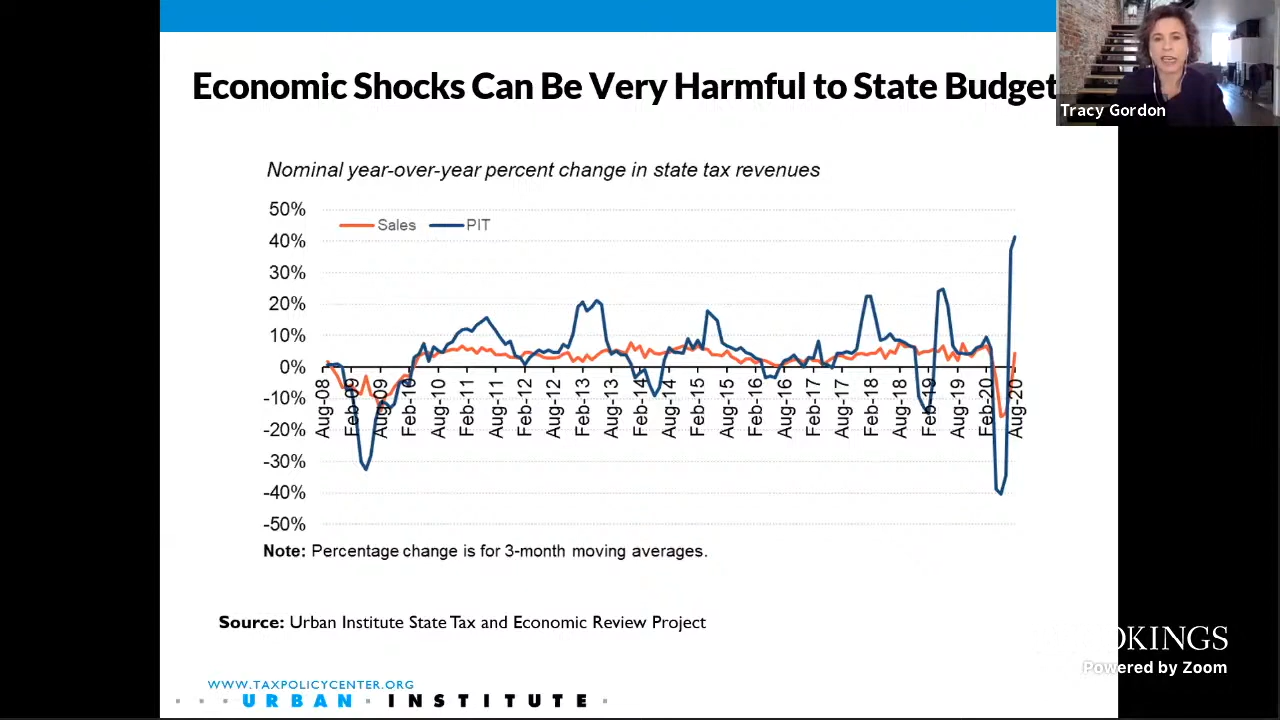 Economic Shocks Can Be Very Harmful to State Budget
Tracy Gordon
Nominal year-over-year percent change in state tax revenues
50%
Sales PIT
40%
30%
20%
10%
0%
-10%
-20%
-30%
-40%
-50%
Aug-08 Feb-09 Aug-09 Feb-10 Aug-10 Feb-11 Aug-11 Feb-12 Aug-12 Feb-13 Aug-13 Feb-14 Aug-14 Feb-15 Aug-15 Feb-16 Aug-16 Feb-17 Aug-17 Feb-18 Aug-18 Feb-19 Aug-19 Feb-20 Aug-20
Note: Percentage change is for 3-month moving averages.
Source: Urban Institute State Tax and Economic Review Project
OKINGS
Powered by Zoom
WWW.TAXPOLICYCENTER.ORG
URBAN INSTITUTE